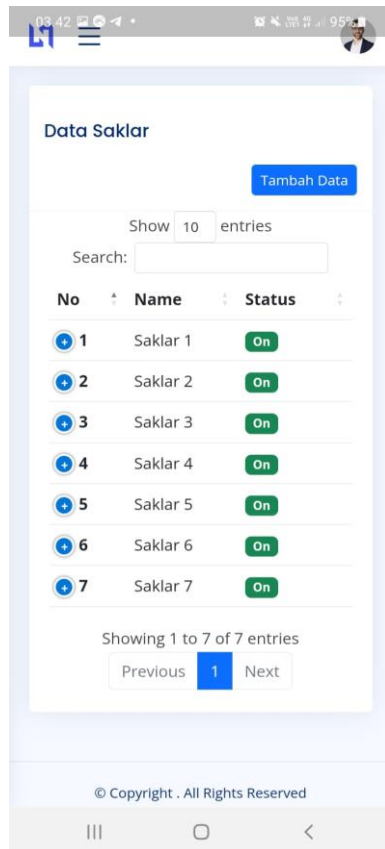 03.42 95%
Data Saklar
Tambah Data
Show 10 entries
Search:
No Name Status
1 Saklar 1 On
2 Saklar 2 On
3 Saklar 3 On
4 Saklar 4 On
5 Saklar 5 On
6 Saklar 6 On
7 Saklar 7 On
Showing 1 to 7 of 7 entries
Previous 1 Next
© Copyright . All Rights Reserved